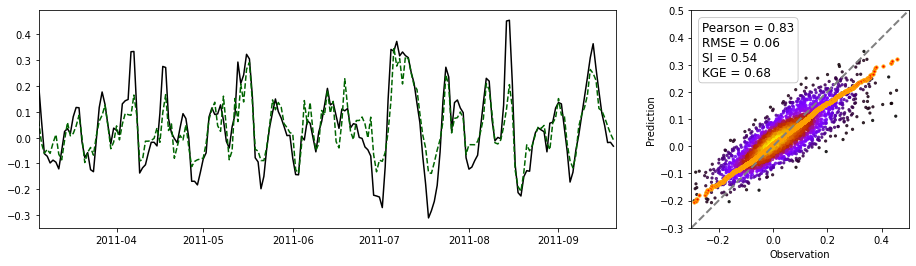 0.4
0.3
0.2
0.1
0.0
−0.1
−0.2
−0.3
2011-04 2011-05 2011-06 2011-07 2011-08 2011-09
Pearson = 0.83
RMSE = 0.06
SI = 0.54
KGE = 0.68
Prediction
0.5
0.4
0.3
0.2
0.1
0.0
−0.1
−0.2
−0.3
−0.2 0.0 0.2 0.4
Observation